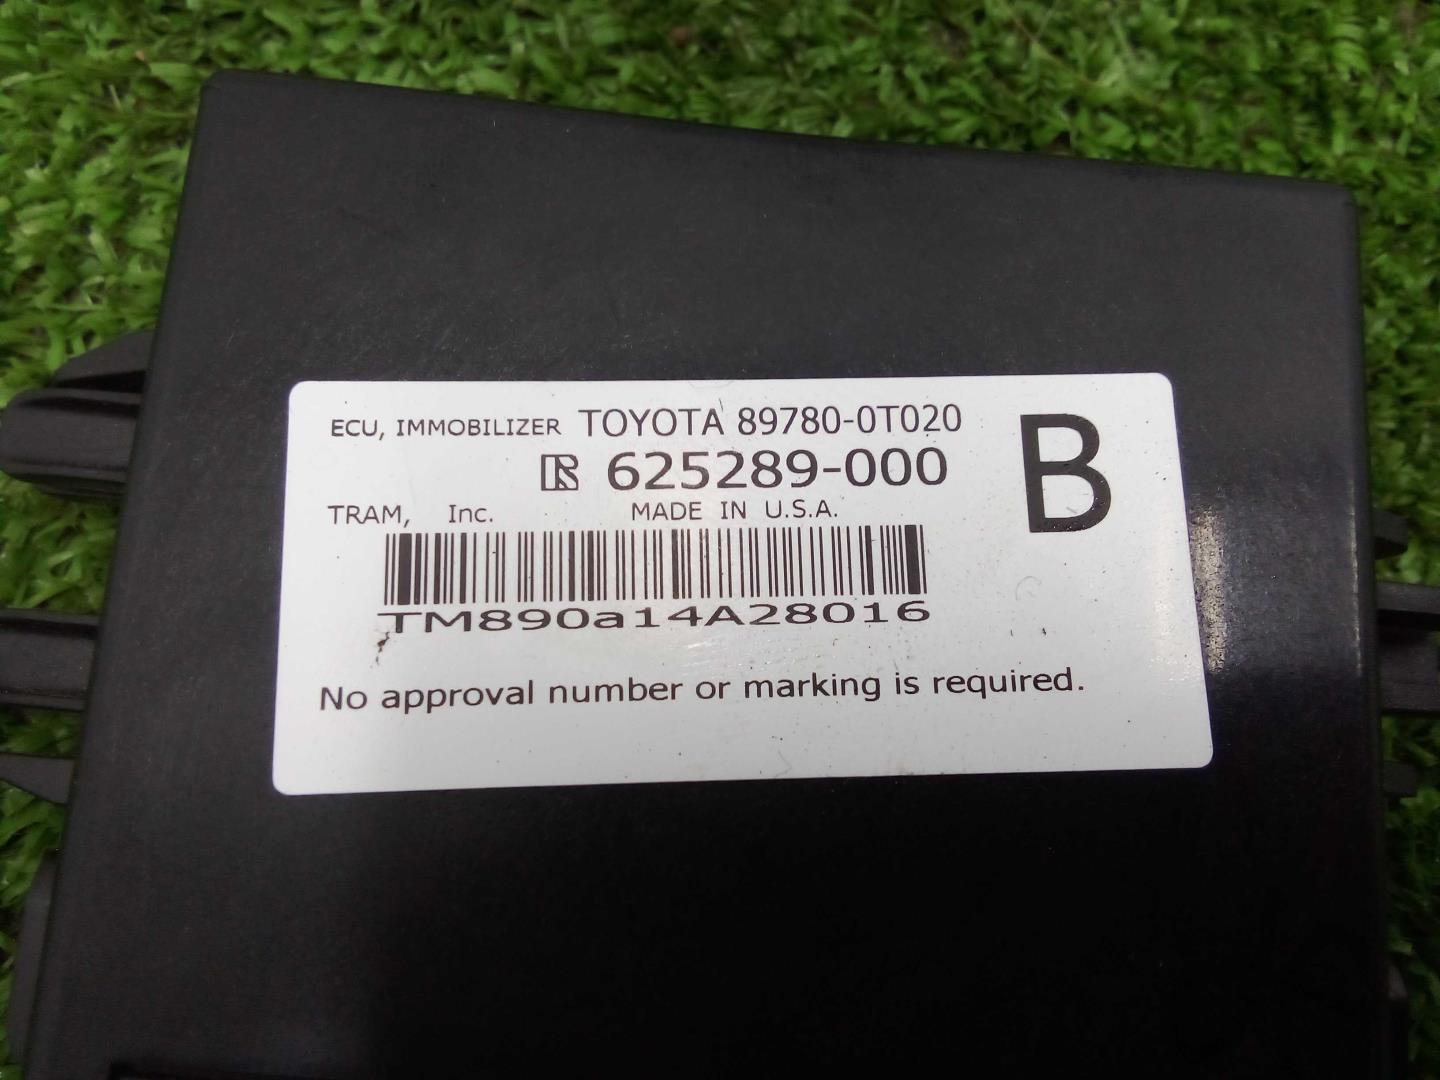 ECU, IMMOBILIZER TOYOTA 89780-0T020
625289-000
B
TRAM, Inc. MADE IN U.S.A.
TM890a14A28016
No approval number or marking is required.